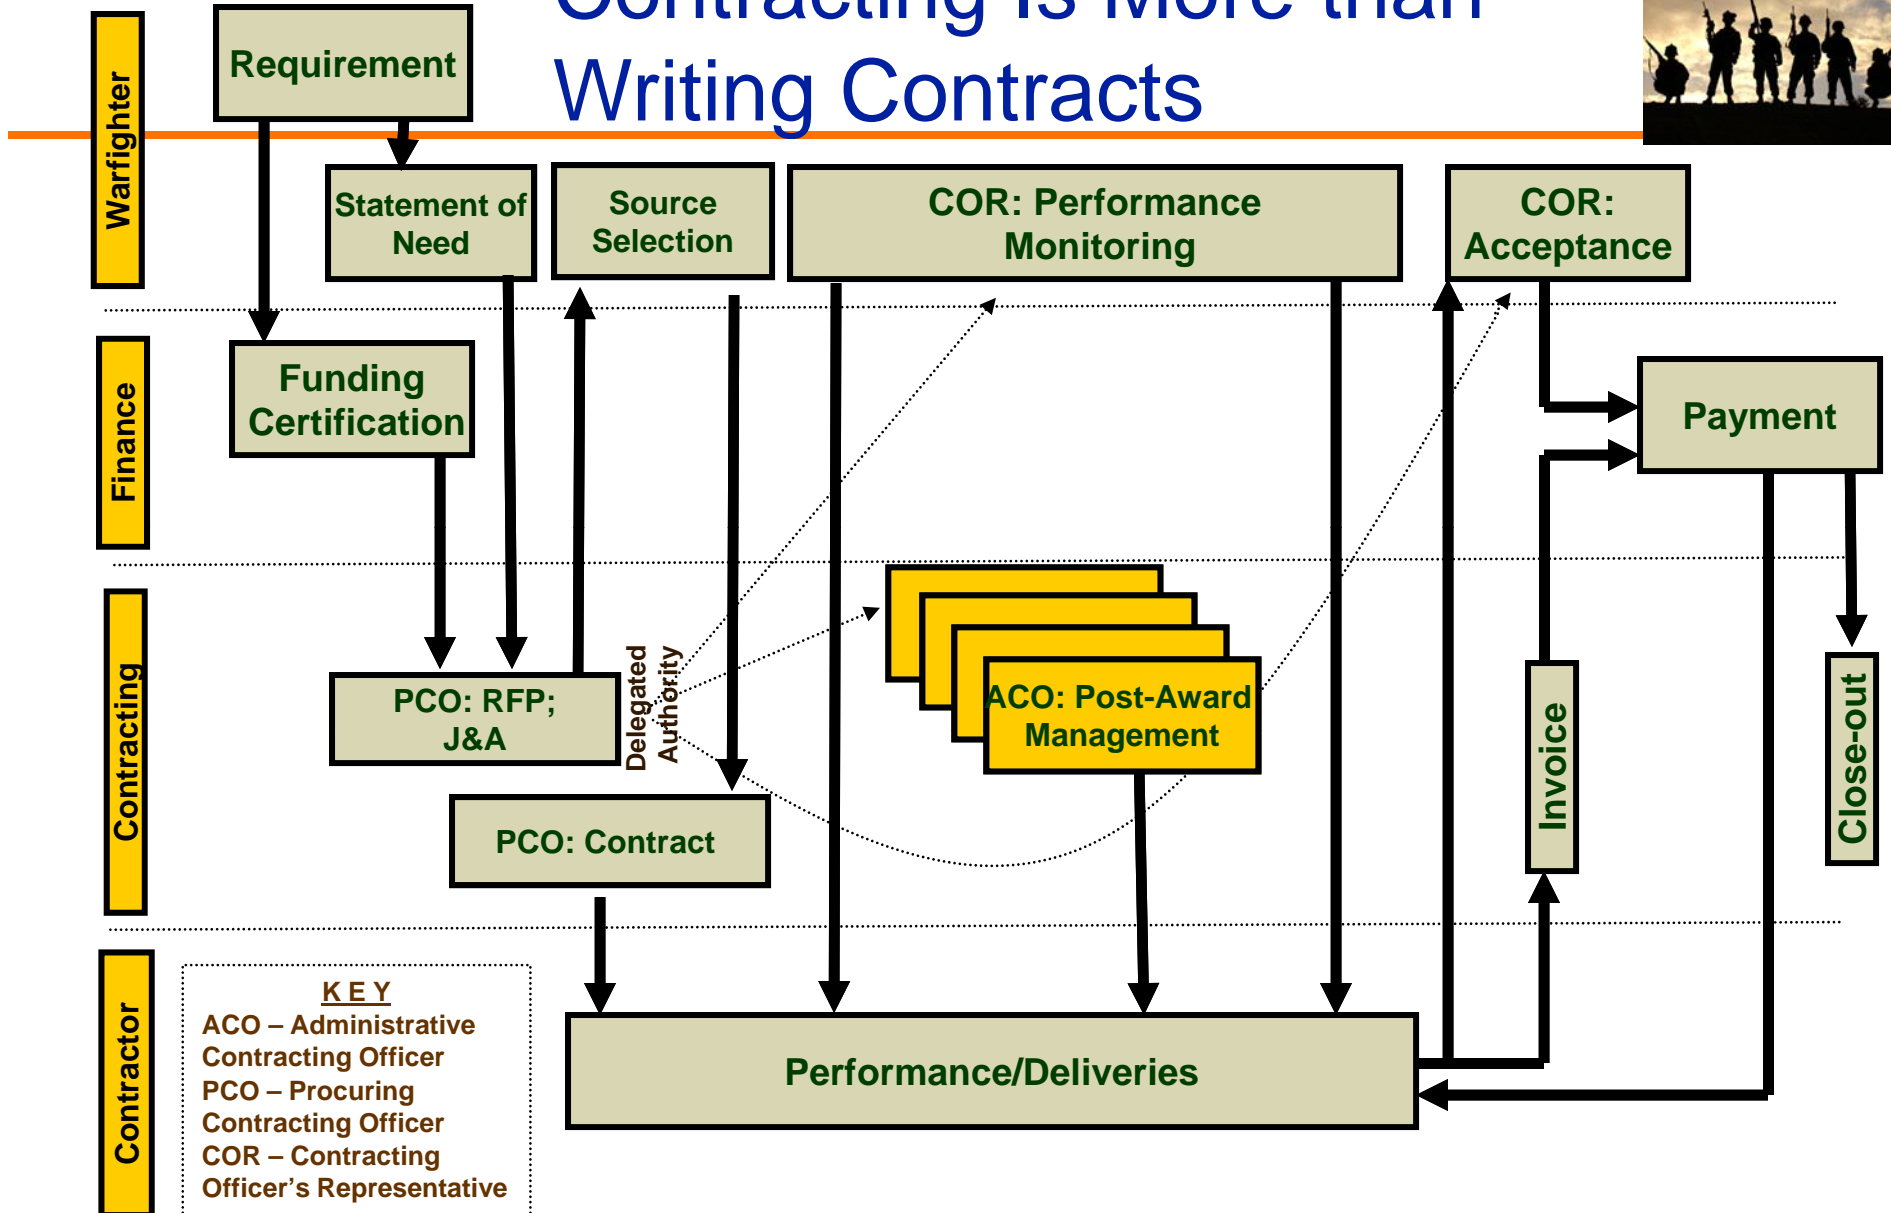 Contracting Is More than
Writing Contracts
Warfighter
Requirement
Statement of
Need
Source
Selection
COR: Performance
Monitoring
COR:
Acceptance
Finance
Funding
Certification
Payment
Contracting
PCO: RFP;
J&A
Delegated
Authority
ACO: Post-Award
Management
Invoice
Close-out
PCO: Contract
Contractor
K E Y
ACO – Administrative
Contracting Officer
PCO – Procuring
Contracting Officer
COR – Contracting
Officer's Representative
Performance/Deliveries